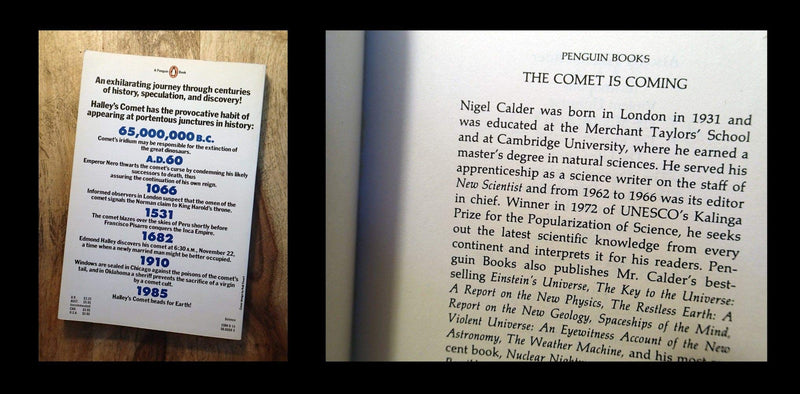 A Penguin Book
An exhilarating journey through centuries
of history, speculation, and discovery!
Halley's Comet has the provocative habit of
appearing at portentous junctures in history:
65,000,000 B.C.
Comet's iridium may be responsible for the extinction of
the great dinosaurs.
A.D.60
Emperor Nero thwarts the comet's curse by condemning his likely
successors to death, thus
assuring the continuation of his own reign.
1066
Informed observers in London suspect that the omen of the
comet signals the Norman claim to King Harold's throne.
1531
The comet blazes over the skies of Peru shortly before
Francisco Pisarro conquers the Inca Empire.
1682
Edmond Halley discovers his comet at 6:30 A.M., November 22,
a time when a newly married man might be better occupied.
1910
Windows are sealed in Chicago against the poisons of the comet's
tail, and in Oklahoma a sheriff prevents the sacrifice of a virgin
by a comet cult.
1985
Halley's Comet heads for Earth!
PENGUIN BOOKS
THE COMET IS COMING
Nigel Calder was born in London in 1931 and
was educated at the Merchant Taylors' School
and at Cambridge University, where he earned a
master's degree in natural sciences. He served his
apprenticeship as a science writer on the staff of
New Scientist and from 1962 to 1966 was its editor
in chief. Winner in 1972 of UNESCO's Kalinga
Prize for the Popularization of Science, he seeks
out the latest scientific knowledge from every
continent and interprets it for his readers. Pen-
guin Books also publishes Mr. Calder's best-
selling Einstein's Universe, The Key to the Universe:
A Report on the New Physics, The Restless Earth: A
Report on the New Geology, Spaceships of the Mind,
Violent Universe: An Eyewitness Account of the New
Astronomy, The Weather Machine, and his most
cent book, Nuclear